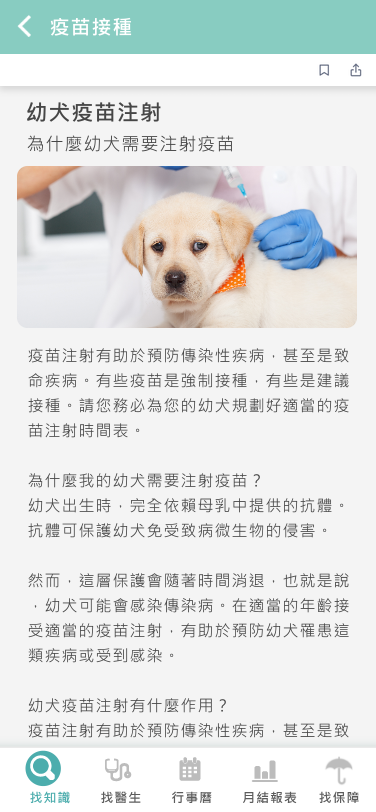 疫苗接種
幼犬疫苗注射
為什麼幼犬需要注射疫苗
疫苗注射有助於預防傳染性疾病，甚至是致
命疾病。有些疫苗是強制接種，有些是建議
接種。請您務必為您的幼犬規劃好適當的疫
苗注射時間表。
為什麼我的幼犬需要注射疫苗？
幼犬出生時，完全依賴母乳中提供的抗體。
抗體可保護幼犬免受致病微生物的侵害。
然而，這層保護會隨著時間消退，也就是說
，幼犬可能會感染傳染病。在適當的年齡接
受適當的疫苗注射，有助於預防幼犬罹患這
類疾病或受到感染。
幼犬疫苗注射有什麼作用？
疫苗注射有助於預防傳染性疾病，甚至是致
找知識 找醫生 行事曆 月結報表 找保障